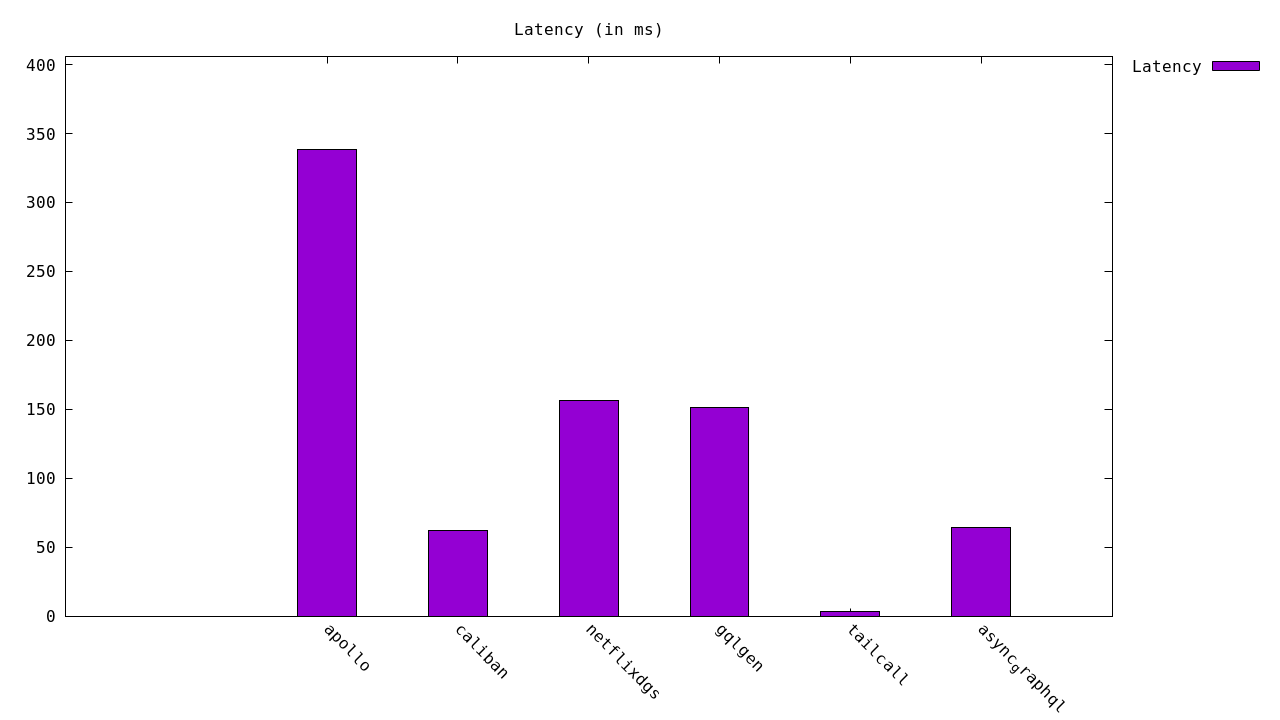 Latency (in ms)
Latency
400
350
300
250
200
150
100
50
0
apollo
caliban
netflixdgs
gqlgen
tailcall
asyncgraphql